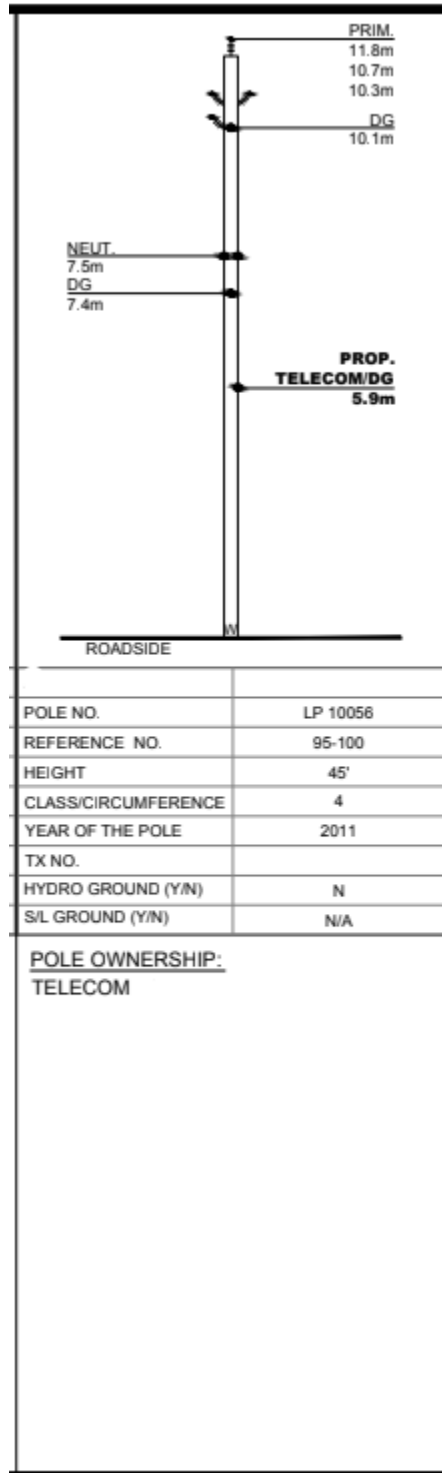 PRIM.
11.8m
10.7m
10.3m
DG
10.1m
NEUT.
7.5m
DG
7.4m
PROP.
TELECOM/DG
5.9m
W
ROADSIDE
POLE NO. LP 10056
REFERENCE NO. 95-100
HEIGHT 45'
CLASS/CIRCUMFERENCE 4
YEAR OF THE POLE 2011
TX NO.
HYDRO GROUND (Y/N) N
S/L GROUND (Y/N) N/A
POLE OWNERSHIP:
TELECOM